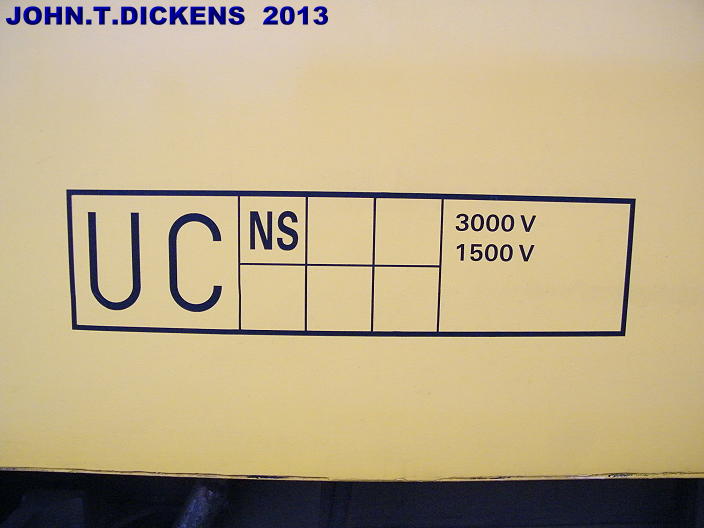 JOHN.T.DICKENS 2013
UC
NS
3000 V
1500 V